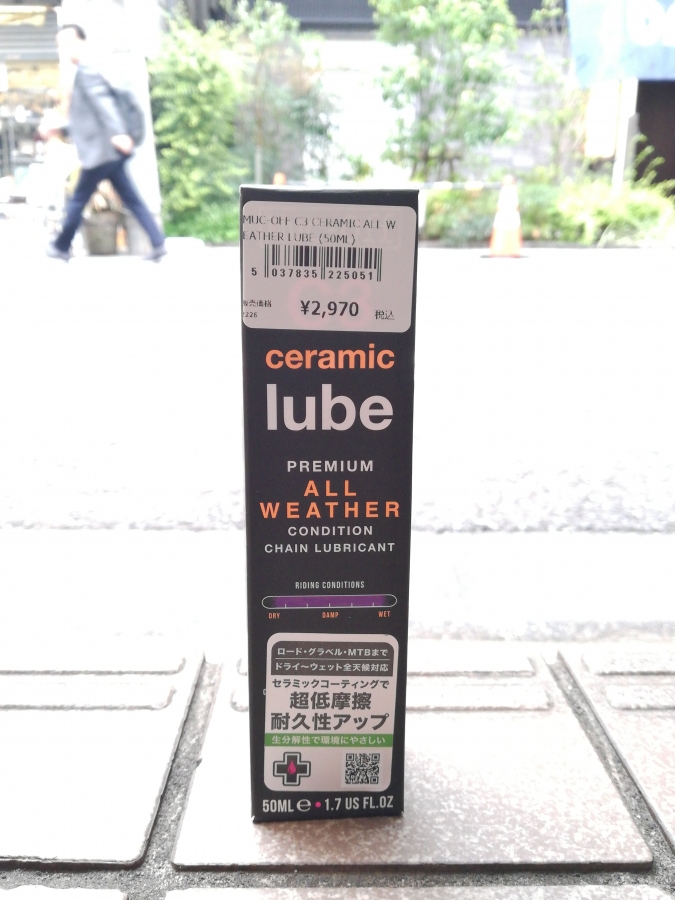 MUC-OFF C3 CERAMIC ALL W
EATHER LUBE (50ML)
5 037835 225051
販売価格
2226
¥2,970 税込
ceramic
lube
PREMIUM
ALL
WEATHER
CONDITION
CHAIN LUBRICANT
RIDING CONDITIONS
DRY DAMP WET
ロード・グラベル・MTBまで
ドライ〜ウェット全天候対応
セラミックコーティングで
超低摩擦
耐久性アップ
生分解性で環境にやさしい
50ML e • 1.7 US FL.OZ